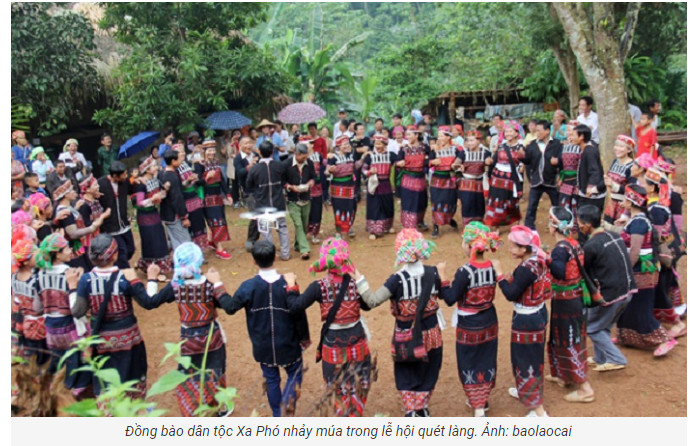 Đồng bào dân tộc Xa Phó nhảy múa trong lễ hội quét làng. Ảnh: baolaocai